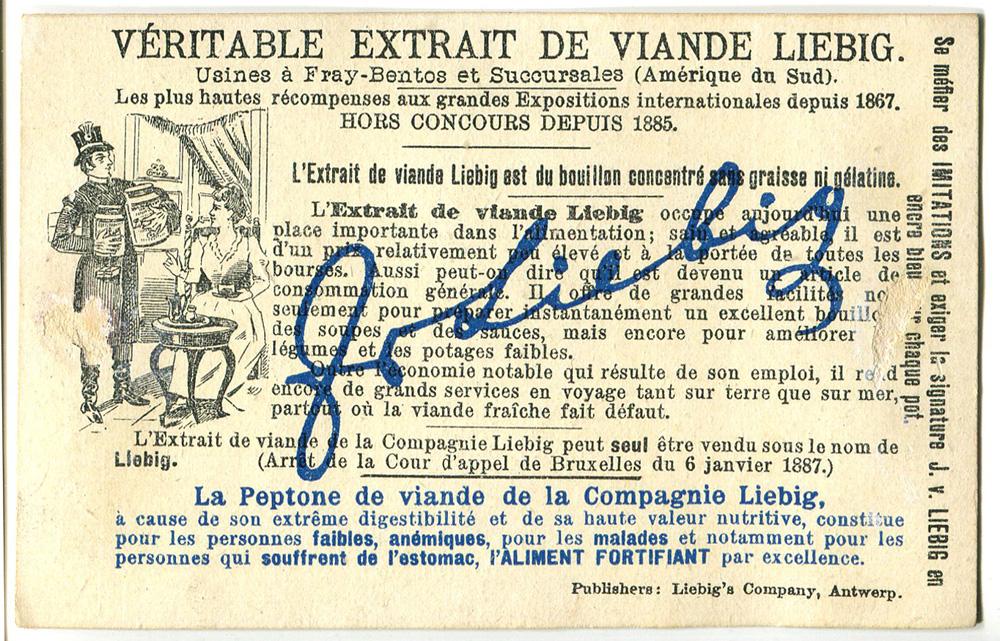 VÉRITABLE EXTRAIT DE VIANDE LIEBIG.
Usines à Fray-Bentos et Succursales (Amérique du Sud).
Les plus hautes récompenses aux grandes Expositions internationales depuis 1867.
HORS CONCOURS DEPUIS 1885.
L'Extrait de viande Liebig est du bouillon concentré sans graisse ni gélatine.
L'Extrait de viande Liebig occupe aujourd'hui une
place importante dans l'alimentation; sain et agréable, il est
d'un prix relativement peu élevé et à la portée de toutes les
bourses. Aussi peut-on dire qu'il est devenu un article de
consommation générale. Il offre de grandes facilités no
seulement pour préparer instantanément un excellent bouillo
des soupes et des sauces, mais encore pour améliorer
légumes et les potages faibles.
Outre l'économie notable qui résulte de son emploi, il rend
encore de grands services en voyage tant sur terre que sur mer,
partout où la viande fraîche fait défaut.
L'Extrait de viande de la Compagnie Liebig peut seul être vendu sous le nom de
Liebig. (Arrêt de la Cour d'appel de Bruxelles du 6 janvier 1887.)
La Peptone de viande de la Compagnie Liebig,
à cause de son extrême digestibilité et de sa haute valeur nutritive, constitue
pour les personnes faibles, anémiques, pour les malades et notamment pour les
personnes qui souffrent de l'estomac, l'ALIMENT FORTIFIANT par excellence.
Publishers: Liebig's Company, Antwerp.
Se méfier des IMITATIONS et exiger la signature J. v. LIEBIG en
encre bleu chaque pot.
JvLiebig